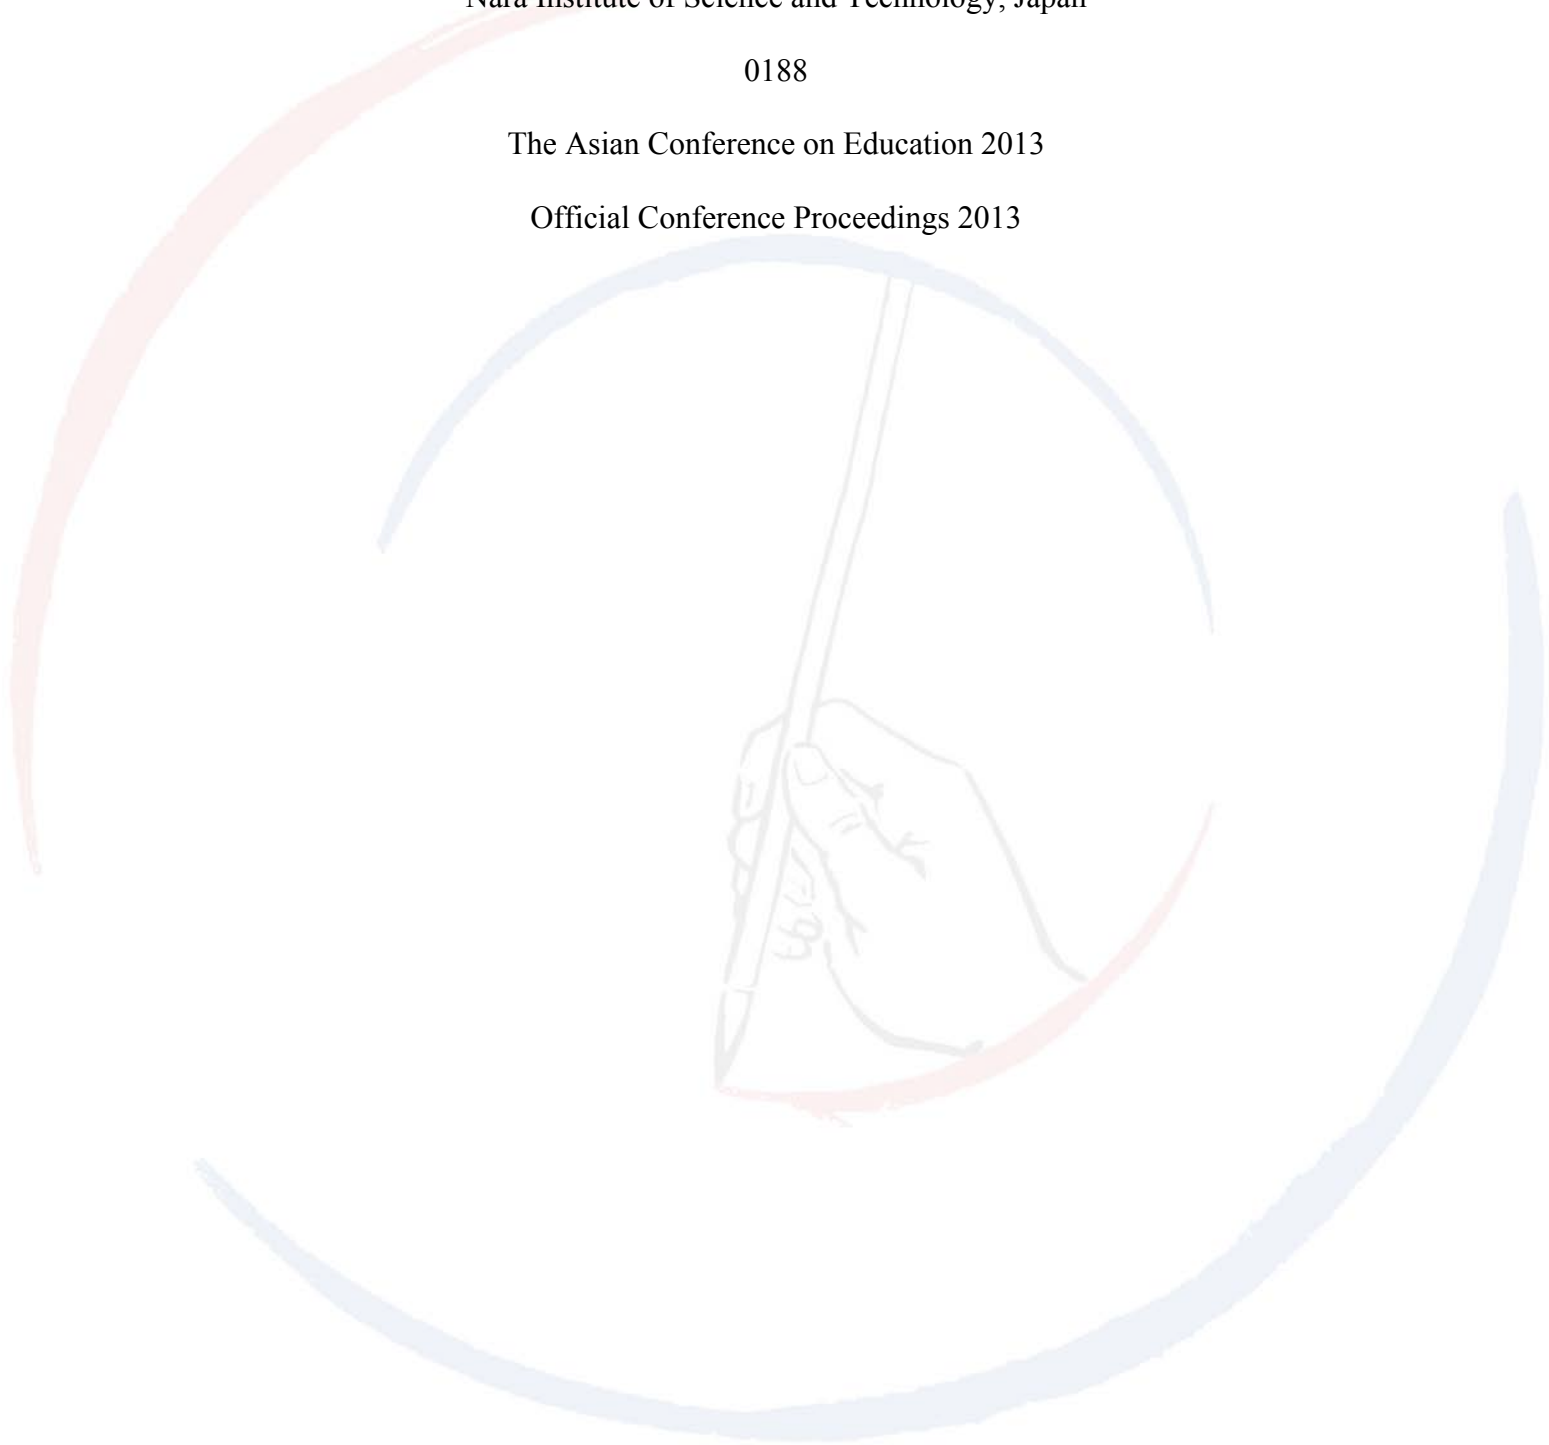 Nara Institute of Science and Technology, Japan
0188
The Asian Conference on Education 2013
Official Conference Proceedings 2013